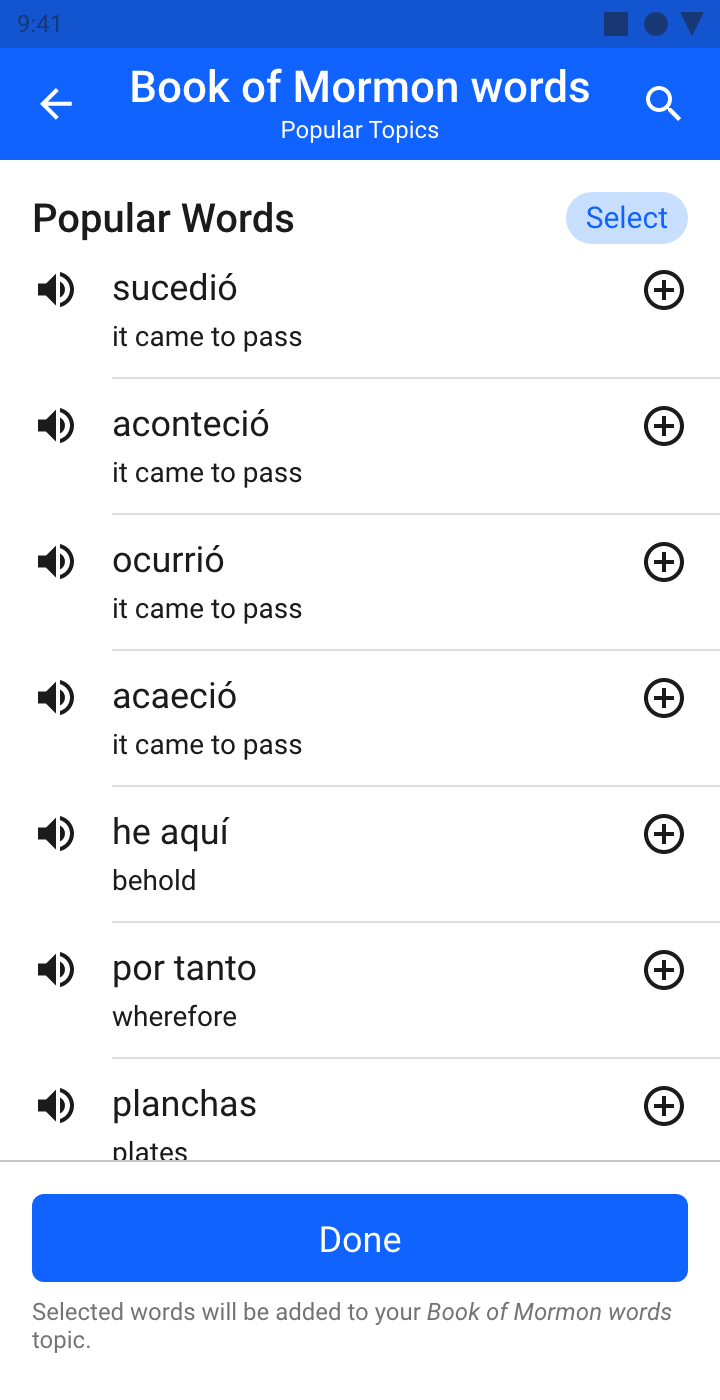 9:41
Book of Mormon words
Popular Topics
Popular Words
Select
sucedió
it came to pass
aconteció
it came to pass
ocurrió
it came to pass
acaeció
it came to pass
he aquí
behold
por tanto
wherefore
planchas
plates
Done
Selected words will be added to your Book of Mormon words
topic.